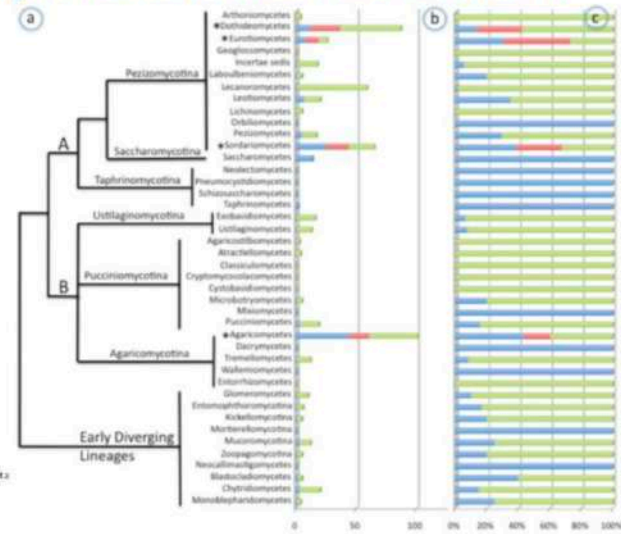 a
b
c
Arthoniomycetes
*Dothideomycetes
*Eurotiomycetes
Geoglossomycetes
Incertae sedis
Laboulbeniomycetes
Pezizomycotina
Lecanoromycetes
Leotiomycetes
Lichinomycetes
Orbiliomycetes
Pezizomycetes
A
*Sordariomycetes
Saccharomycotina
Saccharomycetes
Neolectomycetes
Taphrinomycotina
Pneumocystidiomycetes
Schizosaccharomycetes
Taphrinomycetes
Ustilaginomycotina
Exobasidiomycetes
Ustilaginomycetes
Agaricostilbomycetes
Atractiellomycetes
Classiculomycetes
Pucciniomycotina
Cryptomycocolacomycetes
B
Cystobasidiomycetes
Microbotryomycetes
Mixiomycetes
Pucciniomycetes
*Agaricomycetes
Dacrymycetes
Agaricomycotina
Tremellomycetes
Wallemiomycetes
Entorrhizomycetes
Glomeromycetes
Entomophthoromycotina
Kickellomycotina
Mortierellomycotina
Early Diverging
Lineages
Mucoromycotina
Zoopagomycotina
Neocallimastigomycetes
Blastocladiomycetes
Chytridiomycetes
Monoblepharidomycetes
0 50 100 0% 20% 40% 60% 80% 100%